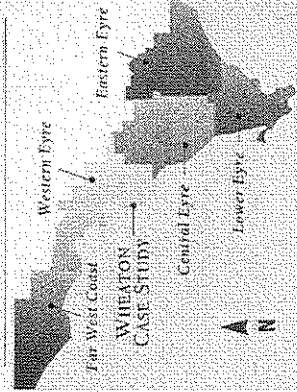 Eastern Eyre
Western Eyre
Far West Coast
WHEATON
CASE STUDY
Central Eyre
Lower Eyre
N